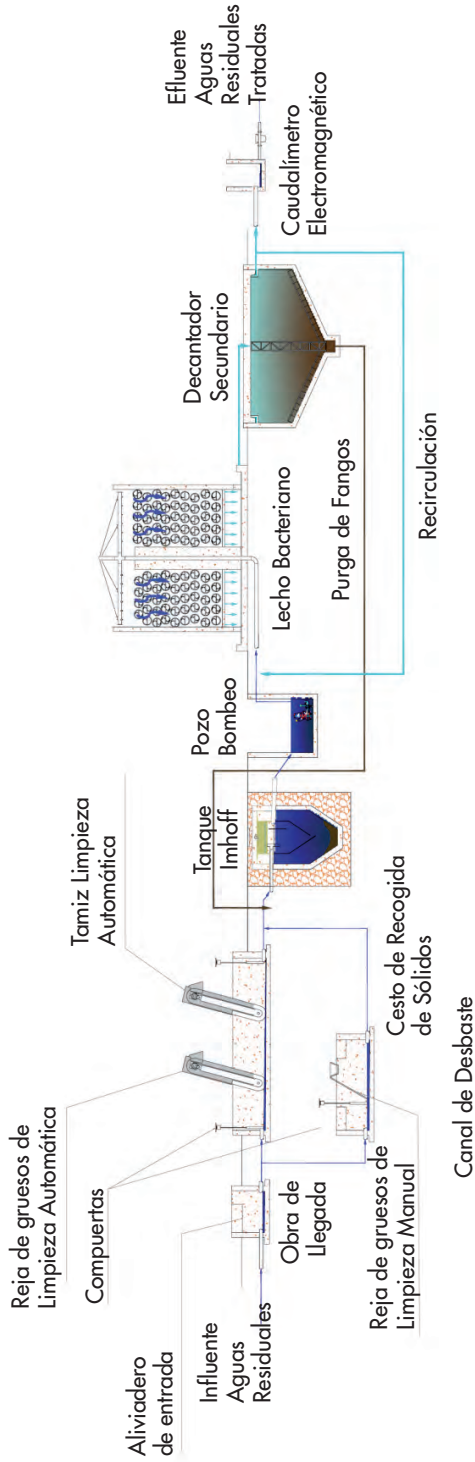 Aliviadero
de entrada
Influente
Aguas
Residuales
Compuertas
Reja de gruesos de
Limpieza Automática
Obra de
Llegada
Reja de gruesos de
Limpieza Manual
Canal de Desbaste
Cesto de Recogida
de Sólidos
Tamiz Limpieza
Automática
Tanque
Imhoff
Pozo
Bombeo
Lecho Bacteriano
Purga de Fangos
Recirculación
Decantador
Secundario
Caudalímetro
Electromagnético
Efluente
Aguas
Residuales
Tratadas